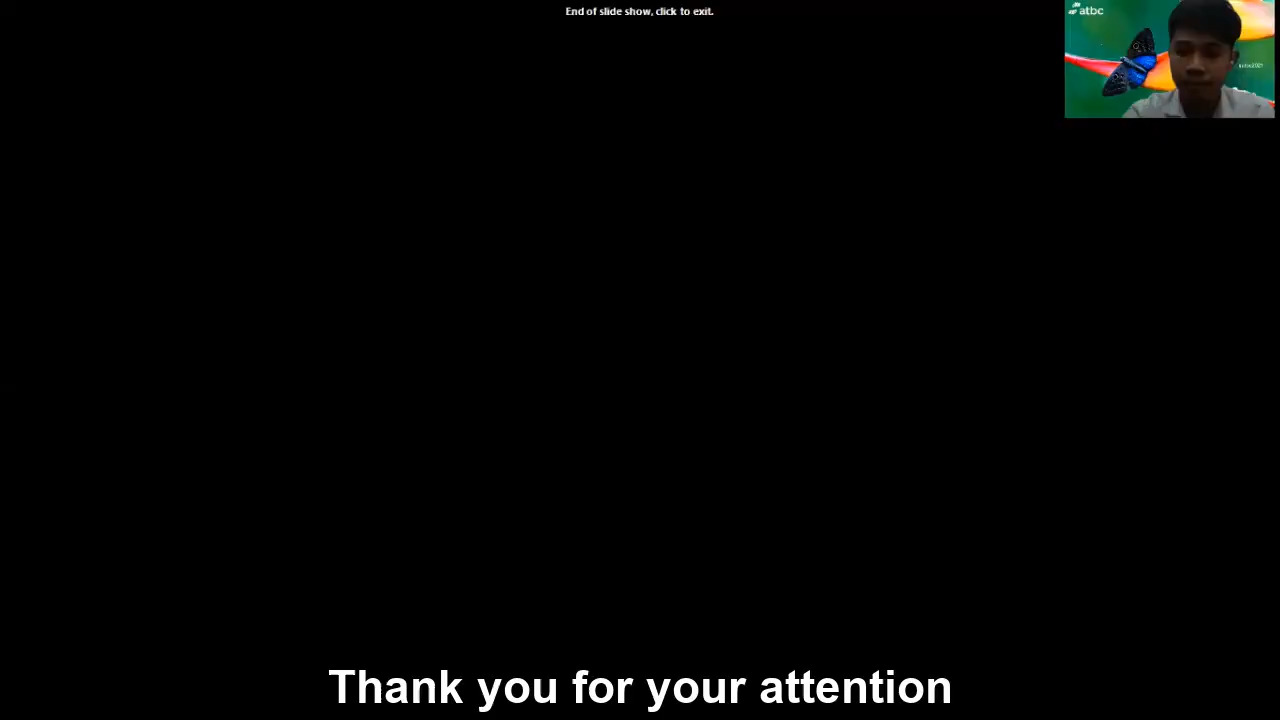 End of slide show, click to exit.
atbc
Thank you for your attention